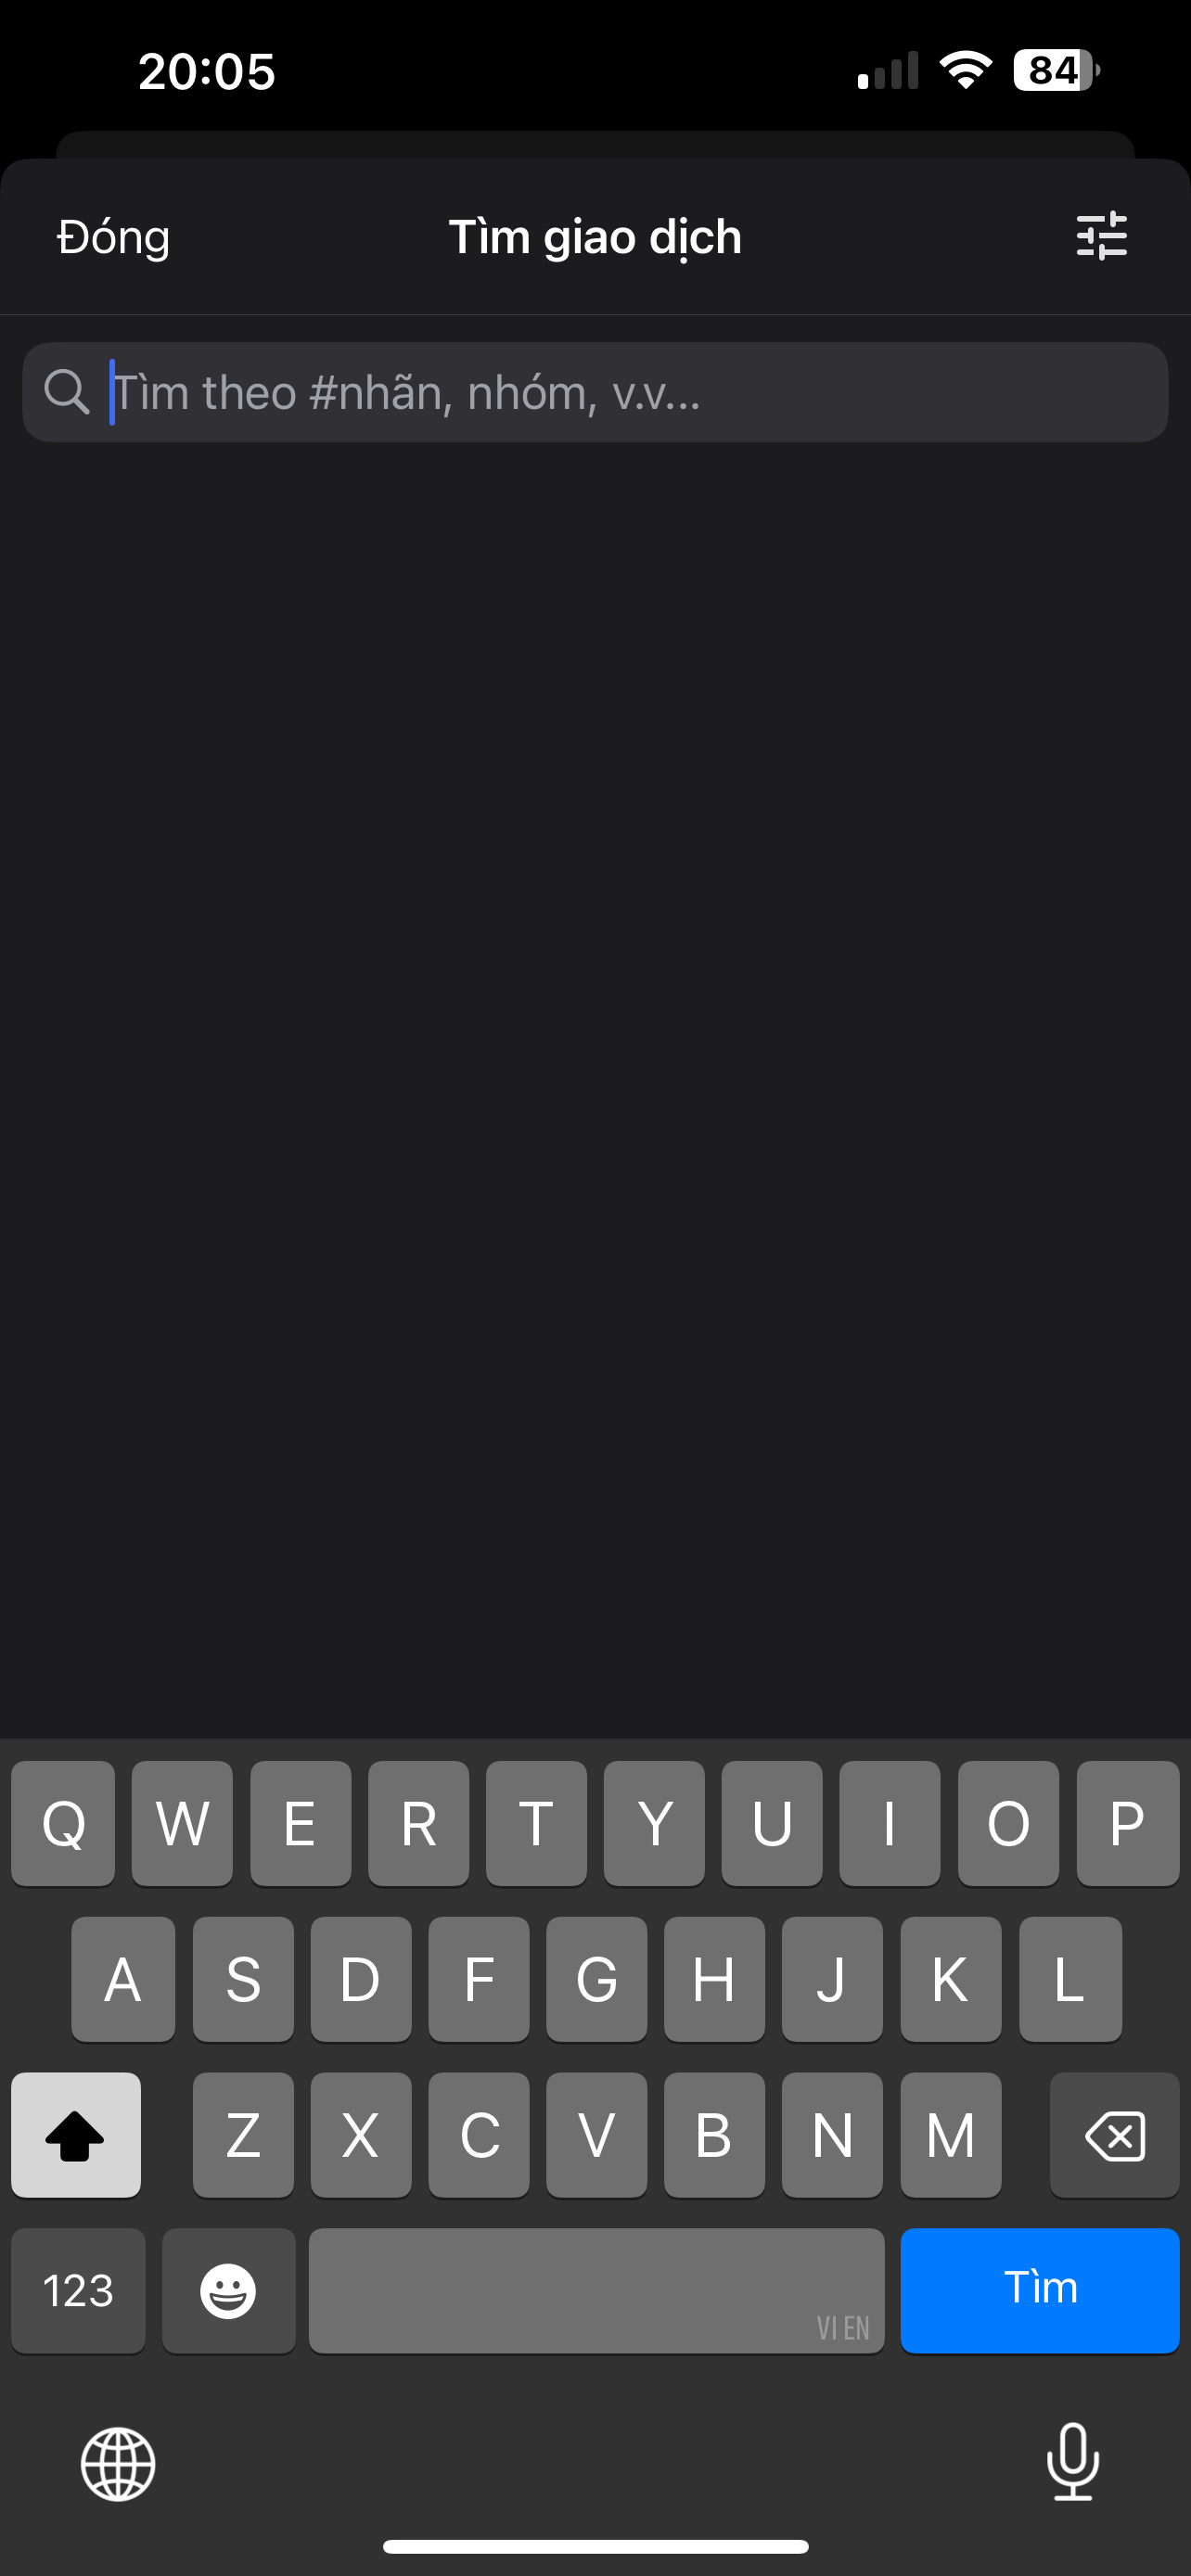 20:05
84
Đóng
Tìm giao dịch
Tìm theo #nhãn, nhóm, v.v...
Q W E R T Y U I O P
A S D F G H J K L
Z X C V B N M
123
VI EN
Tìm